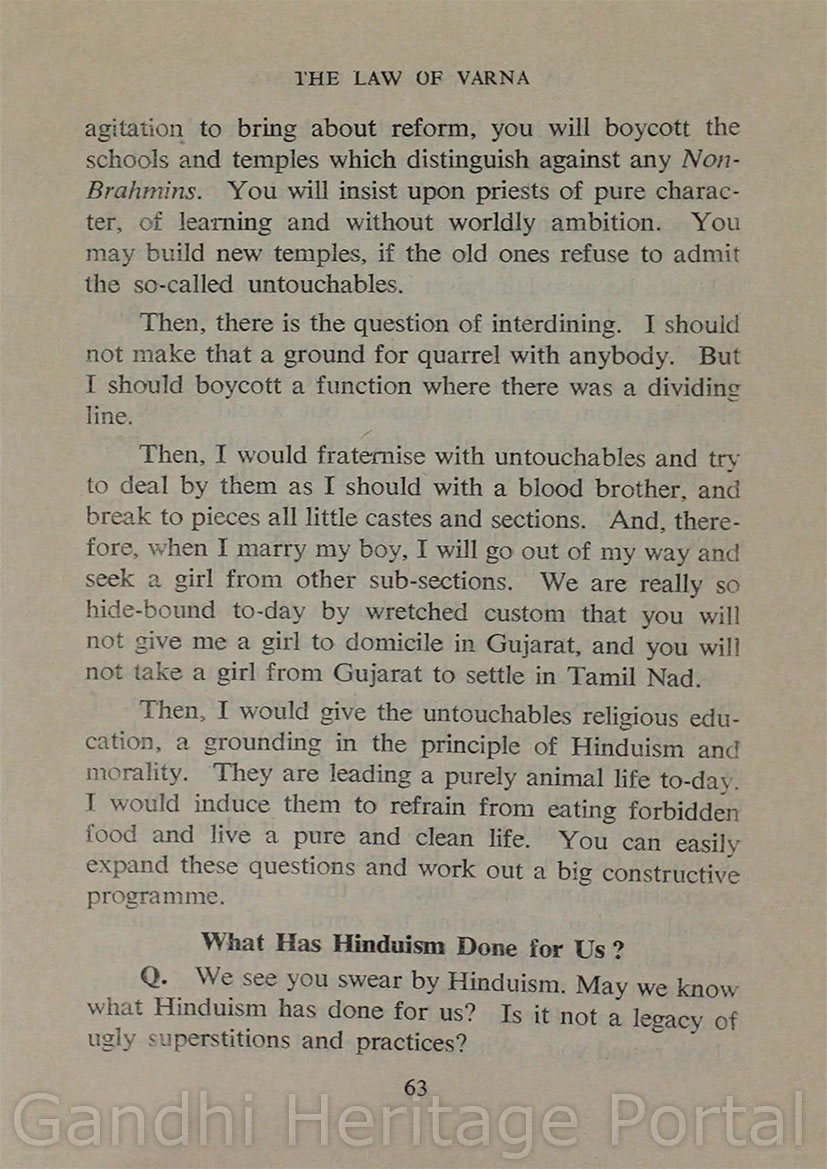 THE LAW OF VARNA
agitation to bring about reform, you will boycott the
schools and temples which distinguish against any Non-
Brahmins. You will insist upon priests of pure charac-
ter, of learning and without worldly ambition. You
may build new temples, if the old ones refuse to admit
the so-called untouchables.
Then, there is the question of interdining. I should
not make that a ground for quarrel with anybody. But
I should boycott a function where there was a dividing
line.
Then, I would fraternise with untouchables and try
to deal by them as I should with a blood brother, and
break to pieces all little castes and sections. And, there-
fore, when I marry my boy, I will go out of my way and
seek a girl from other sub-sections. We are really so
hide-bound to-day by wretched custom that you will
not give me a girl to domicile in Gujarat, and you will
not take a girl from Gujarat to settle in Tamil Nad.
Then, I would give the untouchables religious edu-
cation, a grounding in the principle of Hinduism and
morality. They are leading a purely animal life to-day.
I would induce them to refrain from eating forbidden
food and live a pure and clean life. You can easily
expand these questions and work out a big constructive
programme.
What Has Hinduism Done for Us ?
Q. We see you swear by Hinduism. May we know
what Hinduism has done for us? Is it not a legacy of
ugly superstitions and practices?
63
Gandhi Heritage Portal